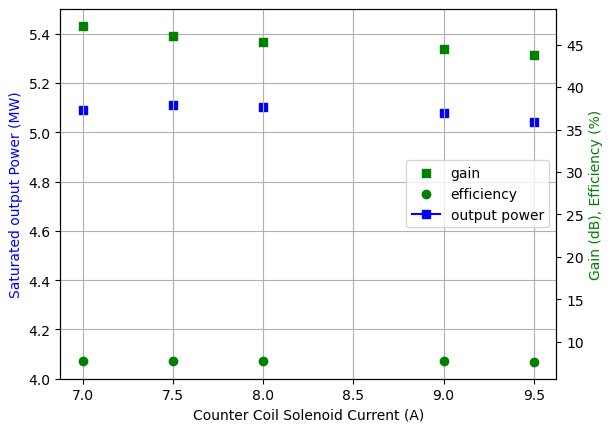 5.4
5.2
5.0
4.8
4.6
4.4
4.2
4.0
Saturated output Power (MW)
45
40
35
30
25
20
15
10
Gain (dB), Efficiency (%)
gain
efficiency
output power
7.0 7.5 8.0 8.5 9.0 9.5
Counter Coil Solenoid Current (A)